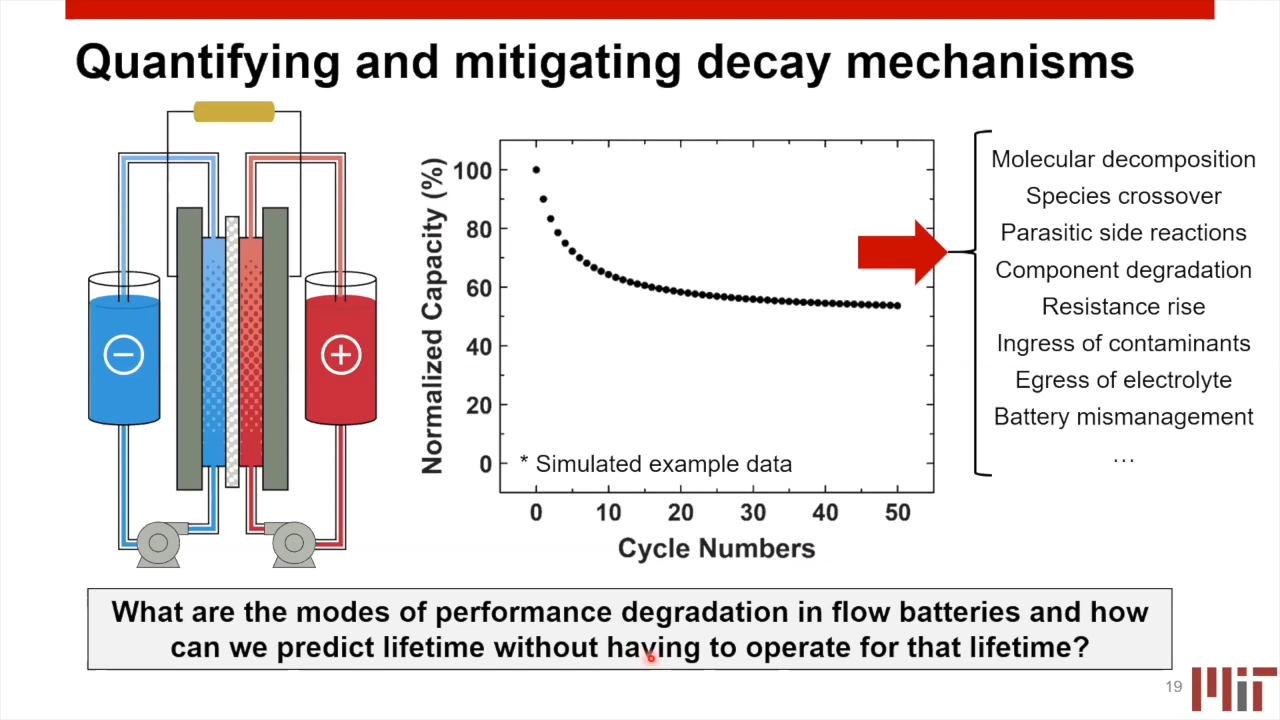 Quantifying and mitigating decay mechanisms
−
+
Normalized Capacity (%)
100
80
60
40
20
0
* Simulated example data
0 10 20 30 40 50
Cycle Numbers
Molecular decomposition
Species crossover
Parasitic side reactions
Component degradation
Resistance rise
Ingress of contaminants
Egress of electrolyte
Battery mismanagement
…
What are the modes of performance degradation in flow batteries and how
can we predict lifetime without having to operate for that lifetime?
19
MIT